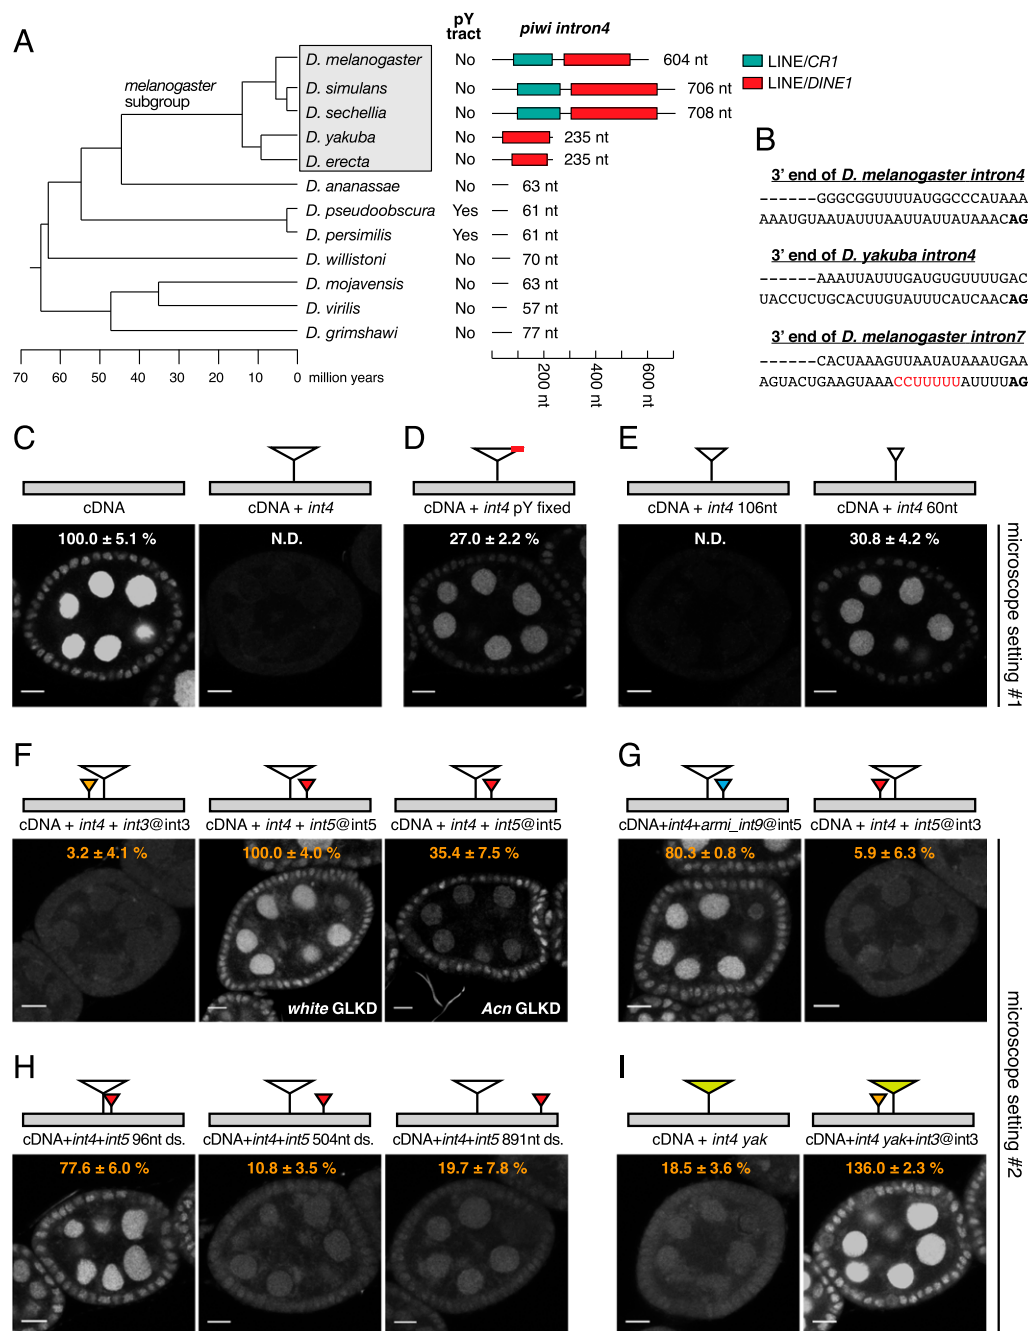 A
pY tract
piwi intron4
melanogaster subgroup
D. melanogaster No 604 nt
D. simulans No 706 nt
D. sechellia No 708 nt
D. yakuba No 235 nt
D. erecta No 235 nt
D. ananassae No 63 nt
D. pseudoobscura Yes 61 nt
D. persimilis Yes 61 nt
D. willistoni No 70 nt
D. mojavensis No 63 nt
D. virilis No 57 nt
D. grimshawi No 77 nt
70 60 50 40 30 20 10 0 million years
200 nt 400 nt 600 nt
LINE/CR1
LINE/DINE1
B
3' end of D. melanogaster intron4
------GGGCGGUUUUAUGGCCCAUAAA
AAAUGUAAUAUUUAAUUAUUAUAAACAG
3' end of D. yakuba intron4
------AAAUUAUUUGAUGUGUUUUGAC
UACCUCUGCACUUGUAUUUCAUCAACAG
3' end of D. melanogaster intron7
------CACUAAAGUUAAUAUAAAUGAA
AGUACUGAAGUAAACCUUUUUAUUUUAG
C
cDNA
100.0 ± 5.1 %
cDNA + int4
N.D.
D
cDNA + int4 pY fixed
27.0 ± 2.2 %
E
cDNA + int4 106nt
N.D.
cDNA + int4 60nt
30.8 ± 4.2 %
microscope setting #1
F
cDNA + int4 + int3@int3
3.2 ± 4.1 %
cDNA + int4 + int5@int5
100.0 ± 4.0 %
white GLKD
cDNA + int4 + int5@int5
35.4 ± 7.5 %
Acn GLKD
G
cDNA+int4+armi_int9@int5
80.3 ± 0.8 %
cDNA + int4 + int5@int3
5.9 ± 6.3 %
H
cDNA+int4+int5 96nt ds.
77.6 ± 6.0 %
cDNA+int4+int5 504nt ds.
10.8 ± 3.5 %
cDNA+int4+int5 891nt ds.
19.7 ± 7.8 %
I
cDNA + int4 yak
18.5 ± 3.6 %
cDNA+int4 yak+int3@int3
136.0 ± 2.3 %
microscope setting #2